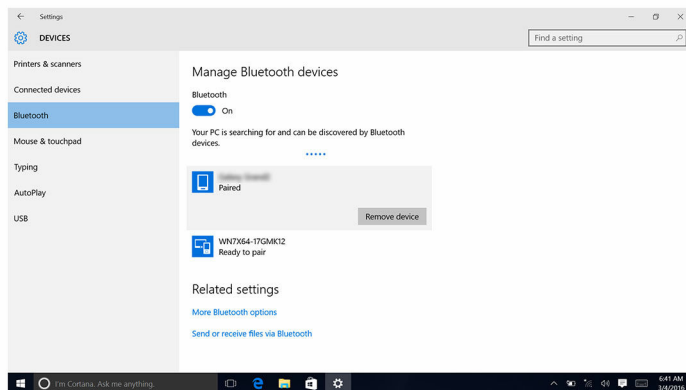 Settings
DEVICES
Find a setting
Printers & scanners
Connected devices
Bluetooth
Mouse & touchpad
Typing
AutoPlay
USB
Manage Bluetooth devices
Bluetooth
On
Your PC is searching for and can be discovered by Bluetooth
devices.
Paired
Remove device
WN7X64-17GMK12
Ready to pair
Related settings
More Bluetooth options
Send or receive files via Bluetooth
I'm Cortana. Ask me anything.
6:41 AM
3/4/2016